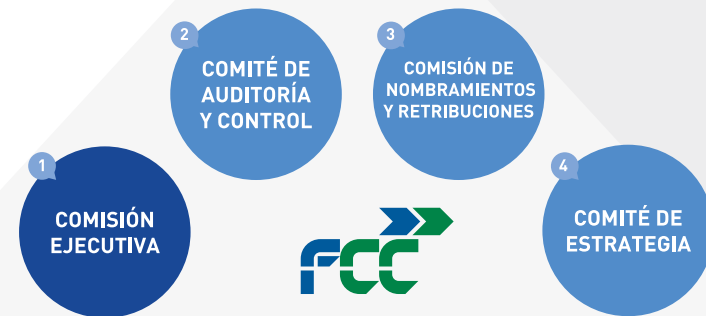 1
COMISIÓN
EJECUTIVA
2
COMITÉ DE
AUDITORÍA
Y CONTROL
3
COMISIÓN DE
NOMBRAMIENTOS
Y RETRIBUCIONES
4
COMITÉ DE
ESTRATEGIA
FCC